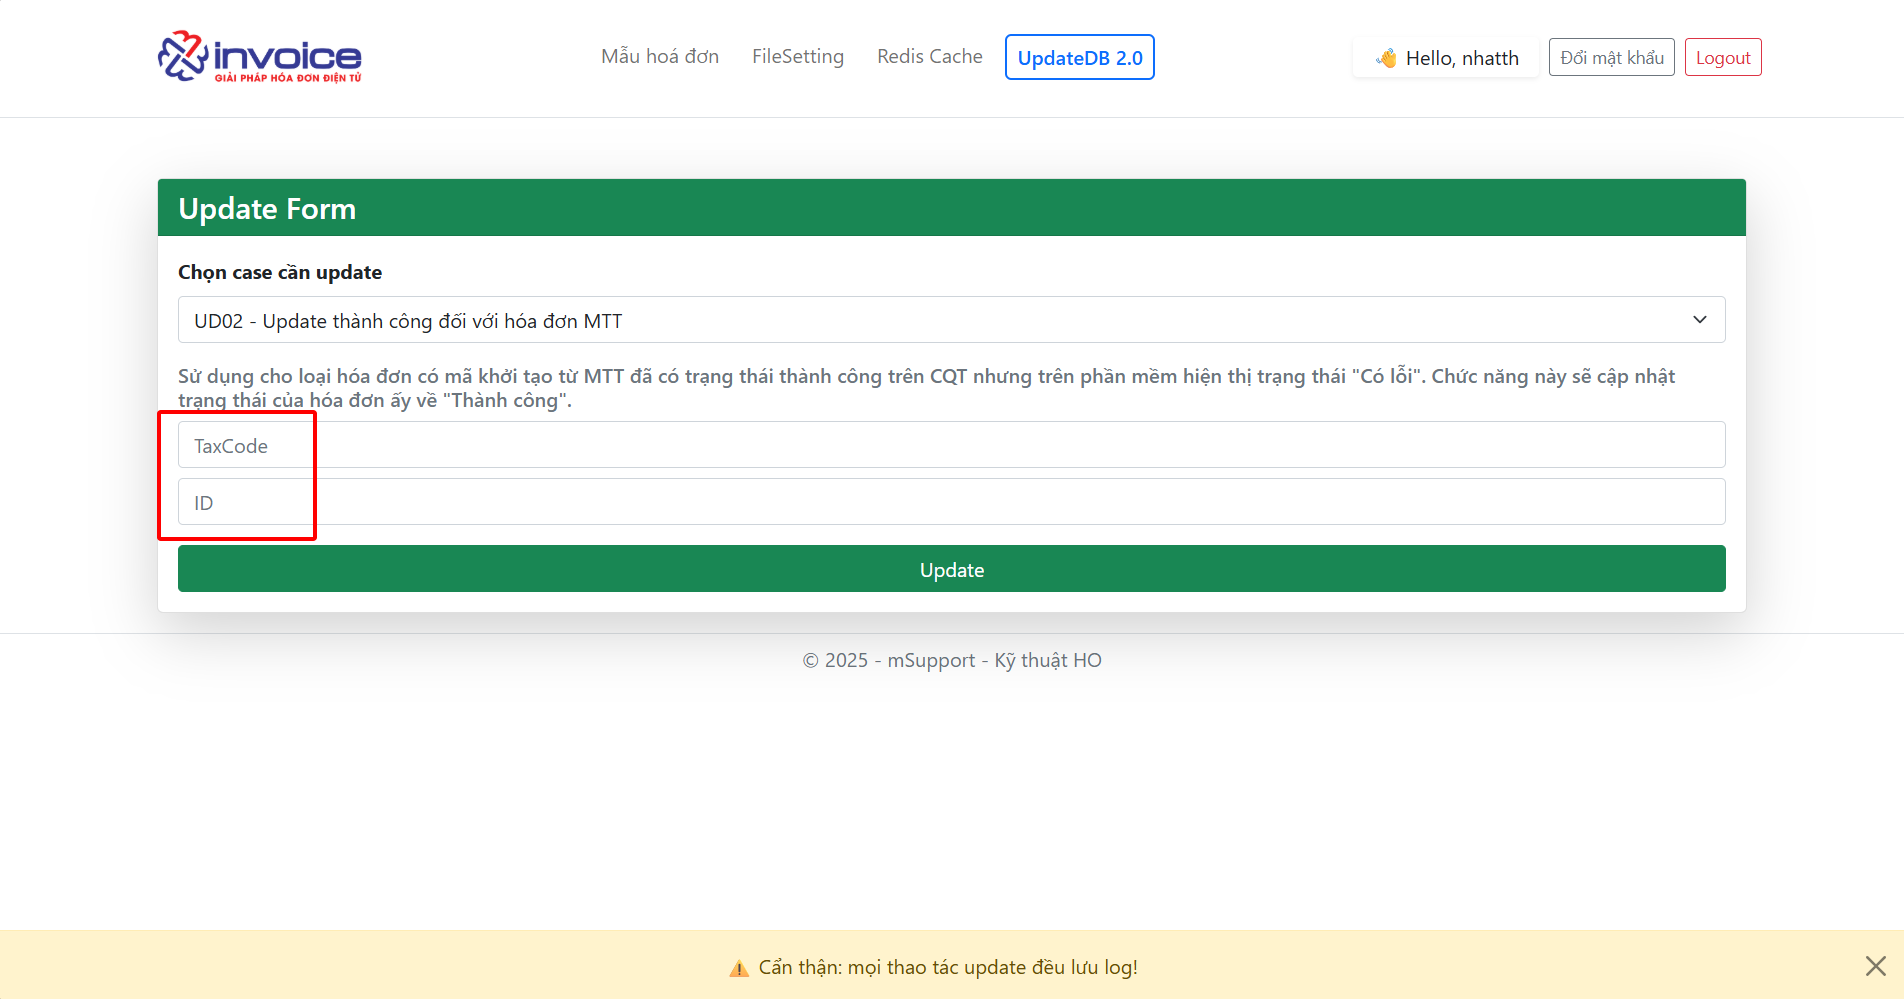 invoice
GIẢI PHÁP HÓA ĐƠN ĐIỆN TỬ
Mẫu hoá đơn
FileSetting
Redis Cache
UpdateDB 2.0
Hello, nhatth
Đổi mật khẩu
Logout
Update Form
Chọn case cần update
UD02 - Update thành công đối với hóa đơn MTT
Sử dụng cho loại hóa đơn có mã khởi tạo từ MTT đã có trạng thái thành công trên CQT nhưng trên phần mềm hiện thị trạng thái "Có lỗi". Chức năng này sẽ cập nhật
trạng thái của hóa đơn ấy về "Thành công".
TaxCode
ID
Update
© 2025 - mSupport - Kỹ thuật HO
Cẩn thận: mọi thao tác update đều lưu log!